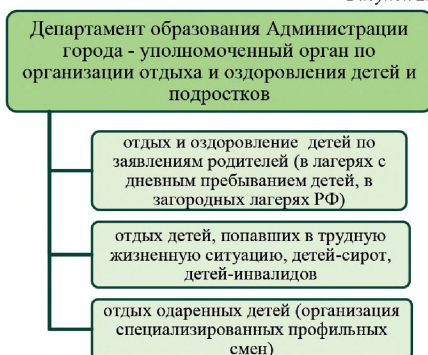 Департамент образования Администрации
города - уполномоченный орган по
организации отдыха и оздоровления детей и
подростков
отдых и оздоровление детей по
заявлениям родителей (в лагерях с
дневным пребыванием детей, в
загородных лагерях РФ)
отдых детей, попавших в трудную
жизненную ситуацию, детей-сирот,
детей-инвалидов
отдых одаренных детей (организация
специализированных профильных
смен)